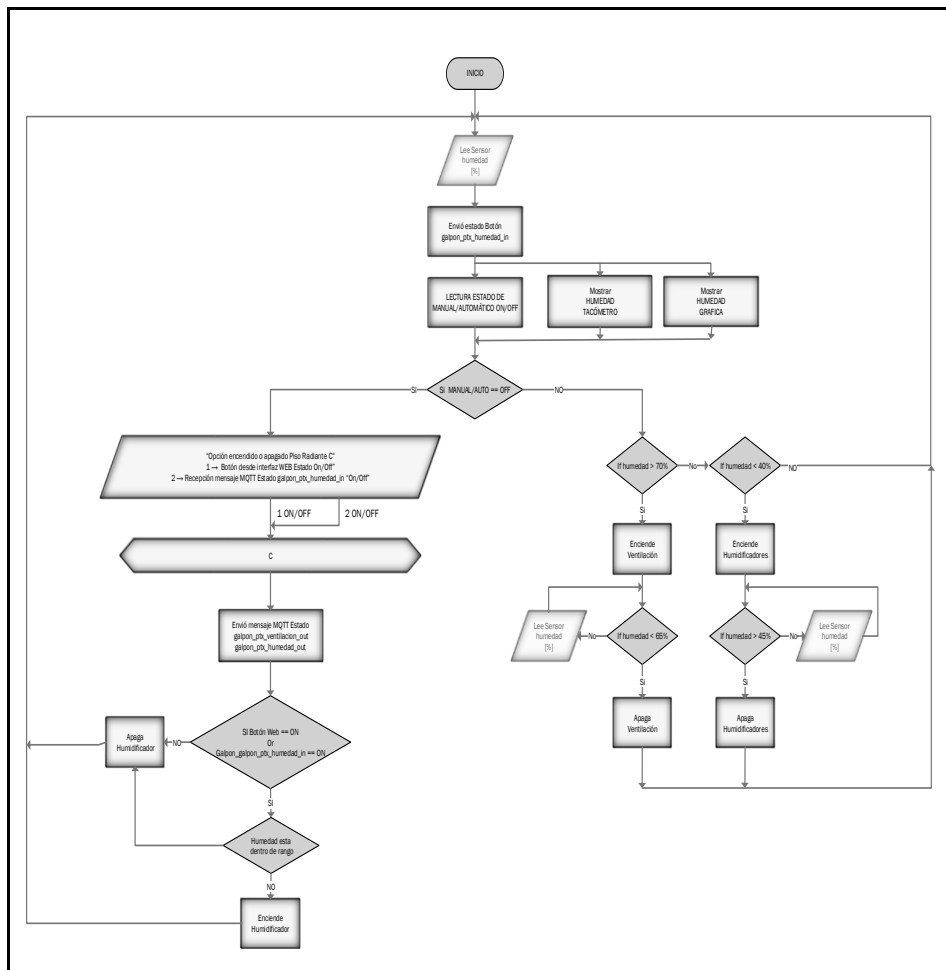 INICIO
Lee Sensor
humedad
[%]
Envió estado Botón
galpon_ptx_humedad_in
LECTURA ESTADO DE
MANUAL/AUTOMÁTICO ON/OFF
Mostrar
HUMEDAD
TACÓMETRO
Mostrar
HUMEDAD
GRAFICA
Si MANUAL/AUTO == OFF
SI
NO
"Opción encendido o apagado Piso Radiante C"
1 → Botón desde interfaz WEB Estado On/Off"
2 → Recepción mensaje MQTT Estado galpon_ptx_humedad_in "On/Off"
1 ON/OFF
2 ON/OFF
C
Envió mensaje MQTT Estado
galpon_ptx_ventilacion_out
galpon_ptx_humedad_out
SI Botón Web == ON
Or
Galpon_galpon_ptx_humedad_in == ON
NO
Apaga
Humidificador
SI
Humedad esta
dentro de rango
NO
Enciende
Humidificador
If humedad > 70%
No
If humedad < 40%
NO
Si
Si
Enciende
Ventilación
Enciende
Humidificadores
Lee Sensor
humedad
[%]
No
If humedad < 65%
If humedad > 45%
No
Lee Sensor
humedad
[%]
Si
Si
Apaga
Ventilación
Apaga
Humidificadores